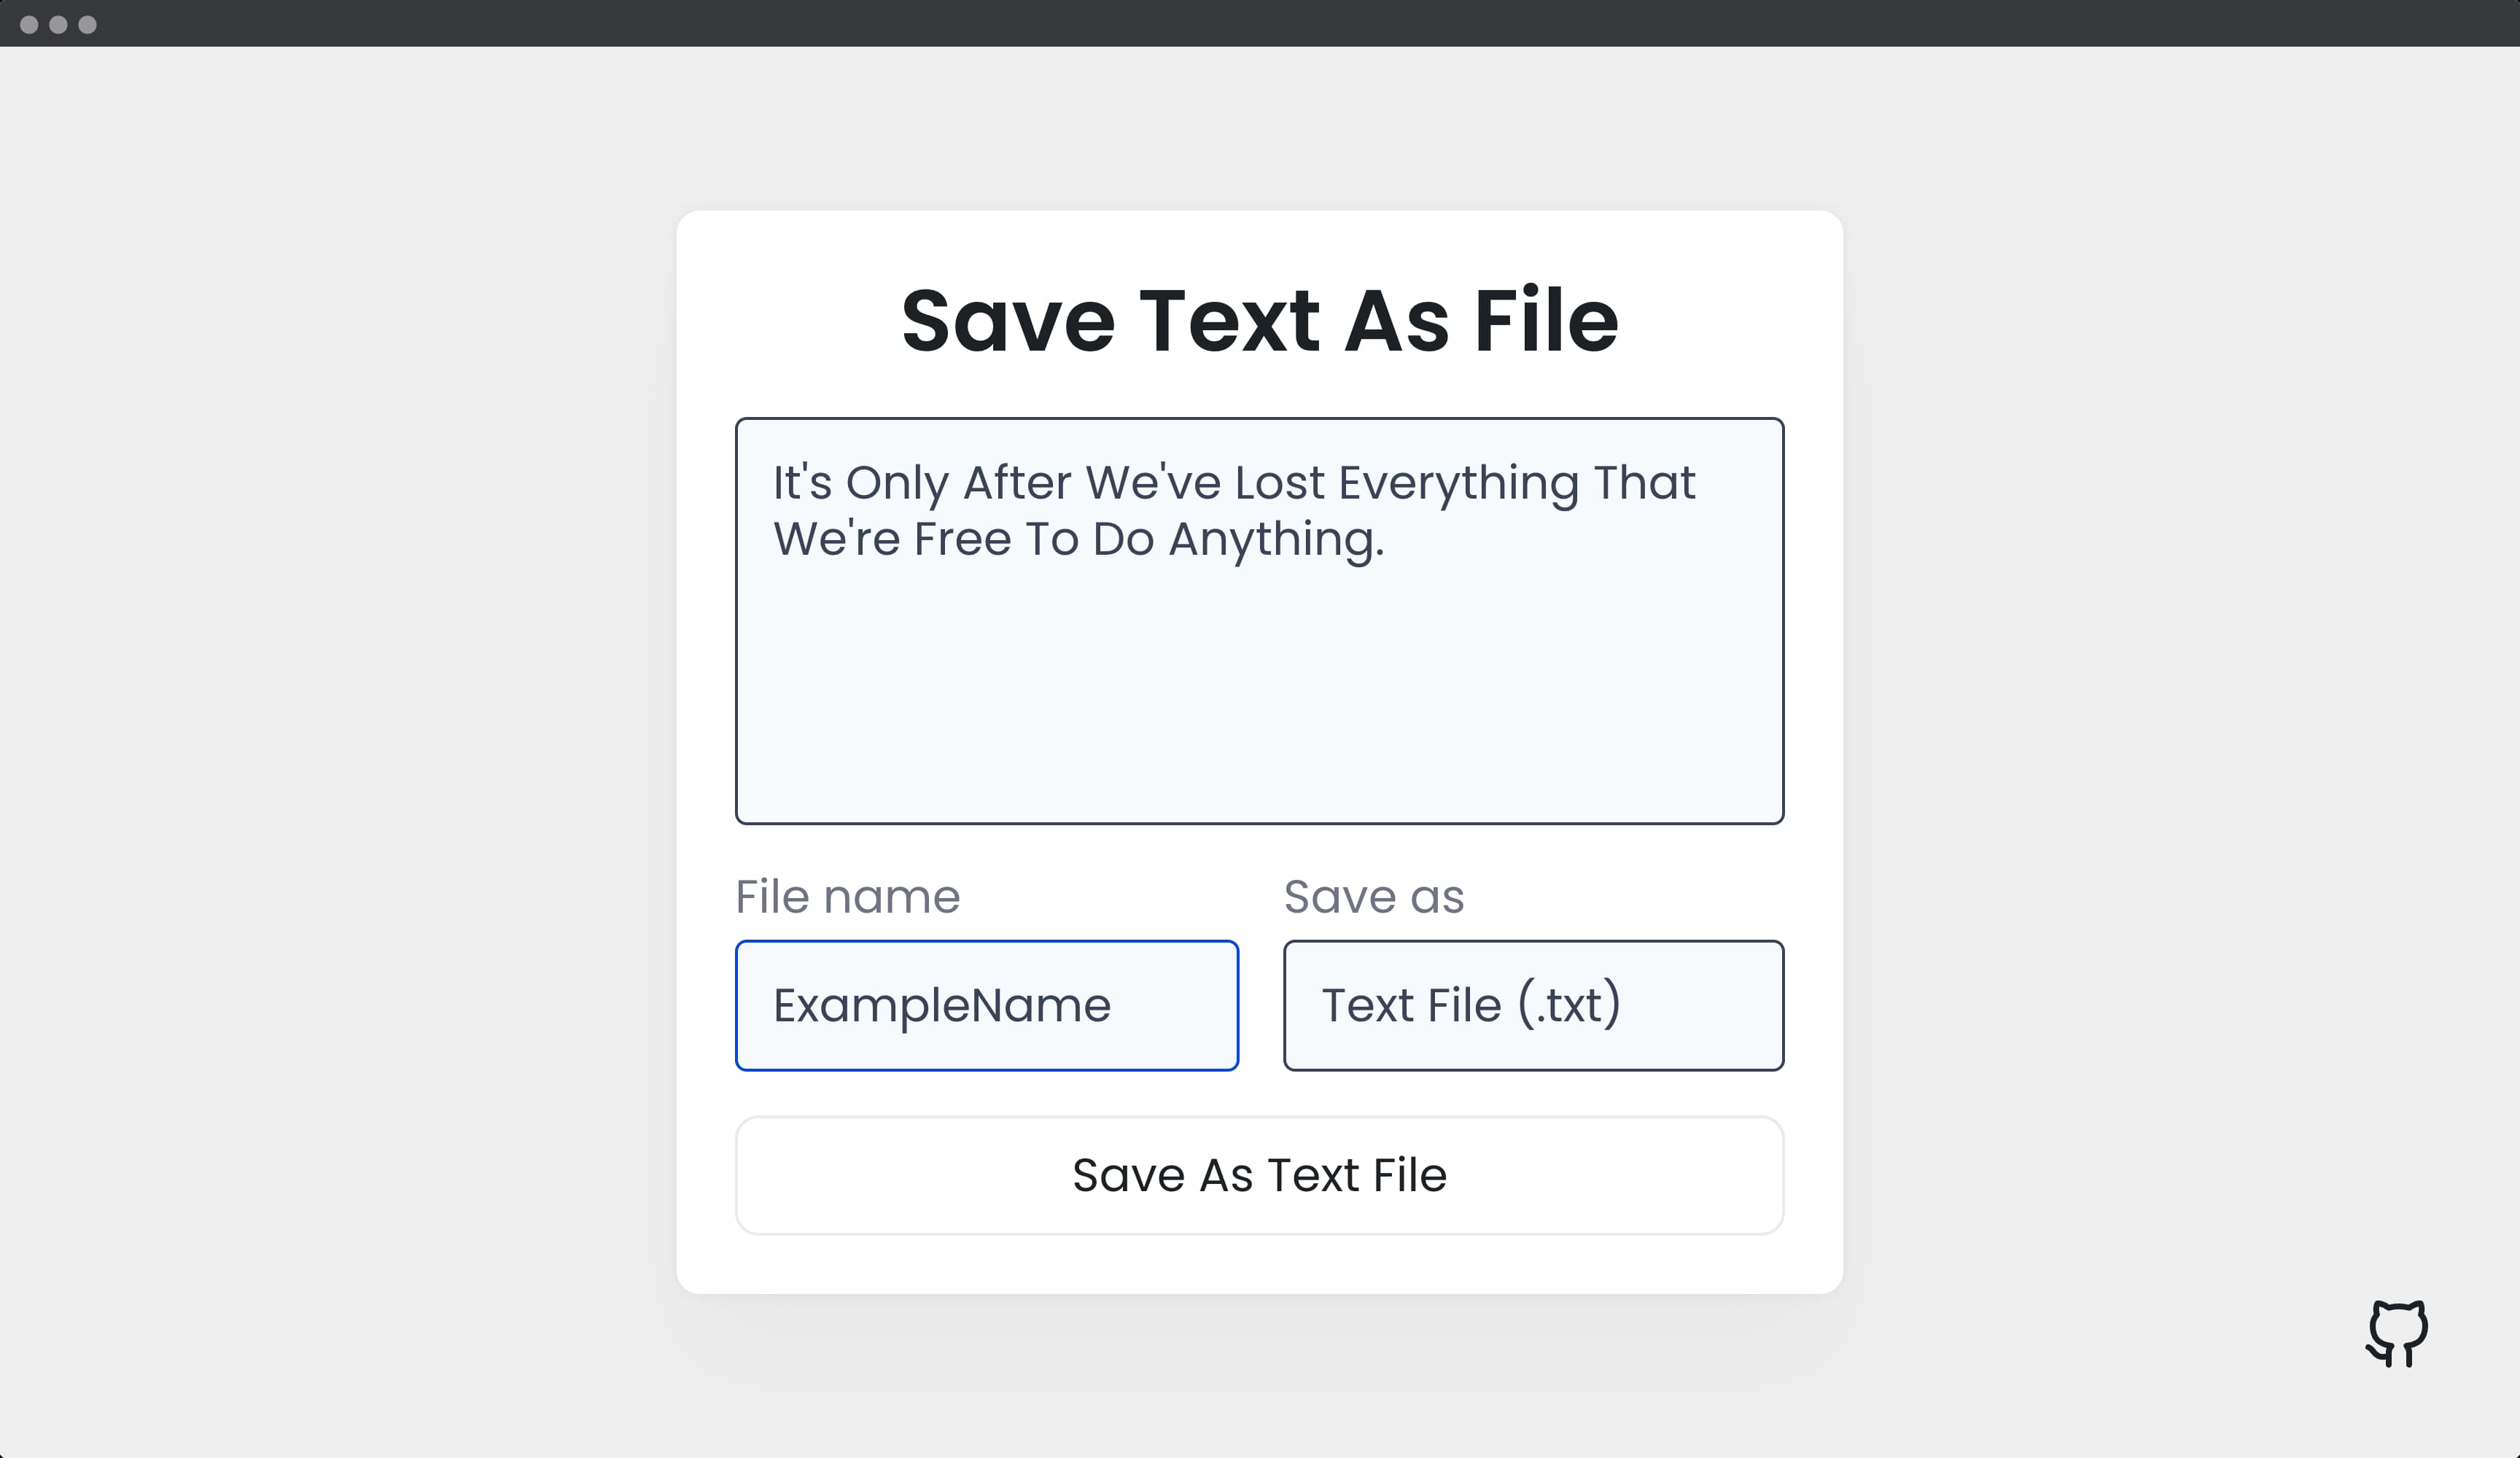 Save Text As File
It's Only After We've Lost Everything That
We're Free To Do Anything.
File name
Save as
ExampleName
Text File (.txt)
Save As Text File